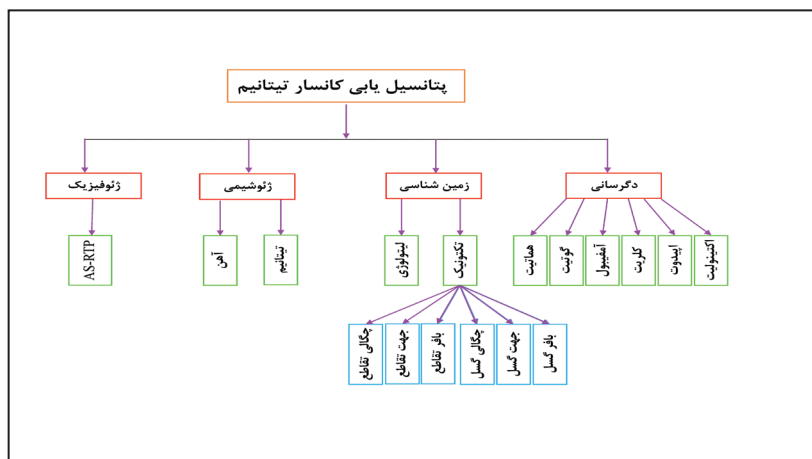 پتانسیل یابی کانسار تیتانیم
دگرسانی
زمین شناسی
ژئوشیمی
ژئوفیزیک
اکتینولیت
اپیدوت
کلریت
آمفیبول
گوتیت
هماتیت
تکتونیک
لیتولوژی
تیتانیم
آهن
AS-RTP
بافر گسل
جهت گسل
چگالی گسل
بافر تقاطع
جهت تقاطع
چگالی تقاطع